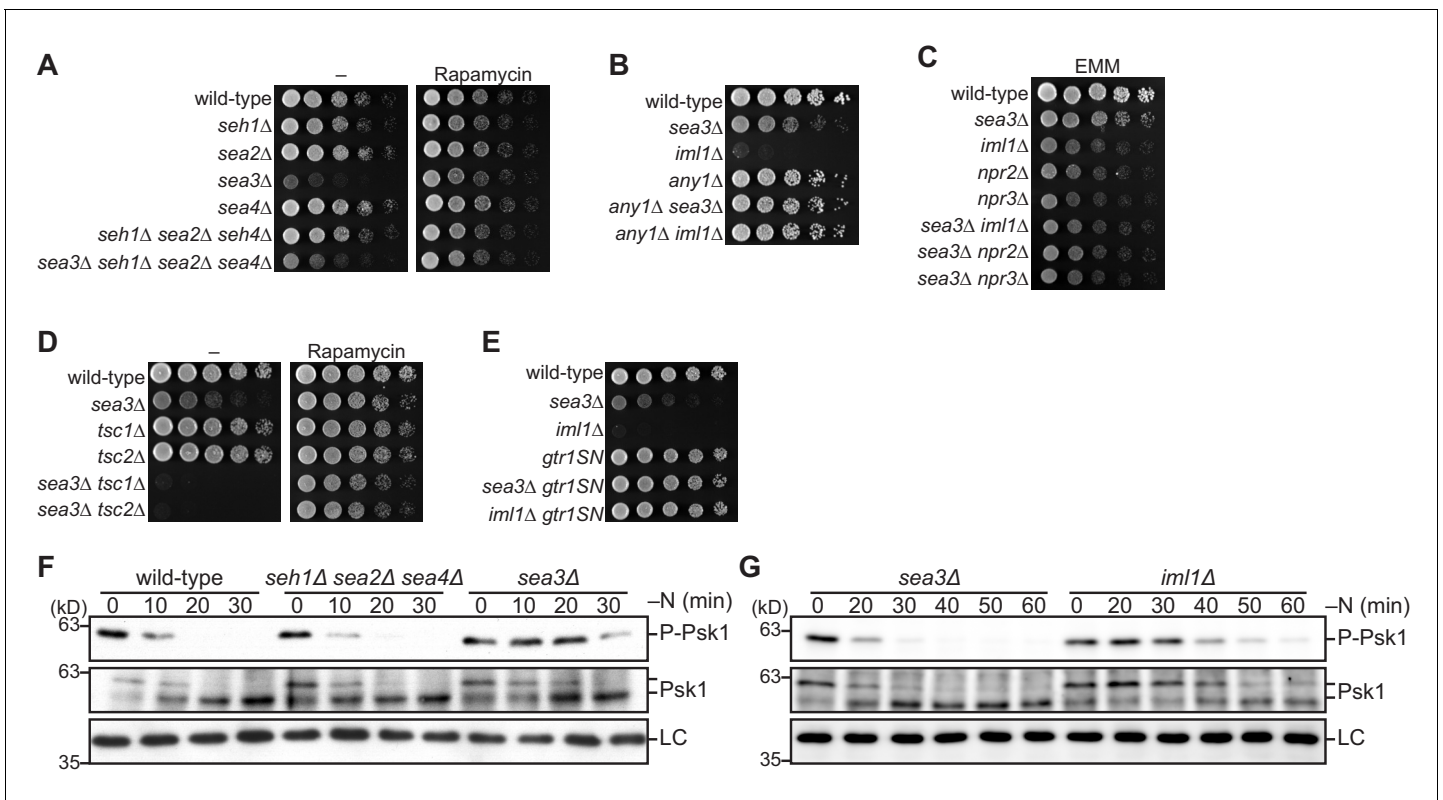 A
– Rapamycin
wild-type
seh1Δ
sea2Δ
sea3Δ
sea4Δ
seh1Δ sea2Δ seh4Δ
sea3Δ seh1Δ sea2Δ sea4Δ
B
wild-type
sea3Δ
iml1Δ
any1Δ
any1Δ sea3Δ
any1Δ iml1Δ
C
EMM
wild-type
sea3Δ
iml1Δ
npr2Δ
npr3Δ
sea3Δ iml1Δ
sea3Δ npr2Δ
sea3Δ npr3Δ
D
– Rapamycin
wild-type
sea3Δ
tsc1Δ
tsc2Δ
sea3Δ tsc1Δ
sea3Δ tsc2Δ
E
wild-type
sea3Δ
iml1Δ
gtr1SN
sea3Δ gtr1SN
iml1Δ gtr1SN
F
wild-type seh1Δ sea2Δ sea4Δ sea3Δ
(kD) 0 10 20 30 0 10 20 30 0 10 20 30 –N (min)
63 P-Psk1
63 Psk1
LC
35
G
sea3Δ iml1Δ
(kD) 0 20 30 40 50 60 0 20 30 40 50 60 –N (min)
63 P-Psk1
63 Psk1
LC
35